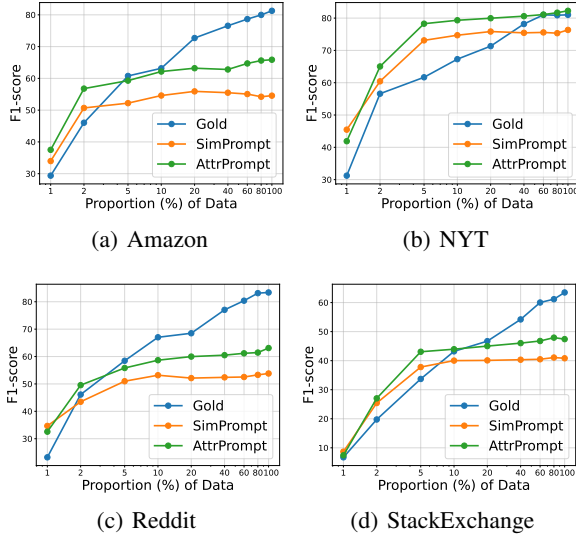 80
70
60
50
40
30
F1-score
1
2
5
10
20
40
60
80
100
Proportion (%) of Data
Gold
SimPrompt
AttrPrompt
(a) Amazon
80
70
60
50
40
30
F1-score
1
2
5
10
20
40
60
80
100
Proportion (%) of Data
Gold
SimPrompt
AttrPrompt
(b) NYT
80
70
60
50
40
30
F1-score
1
2
5
10
20
40
60
80
100
Proportion (%) of Data
Gold
SimPrompt
AttrPrompt
(c) Reddit
60
50
40
30
20
10
F1-score
1
2
5
10
20
40
60
80
100
Proportion (%) of Data
Gold
SimPrompt
AttrPrompt
(d) StackExchange